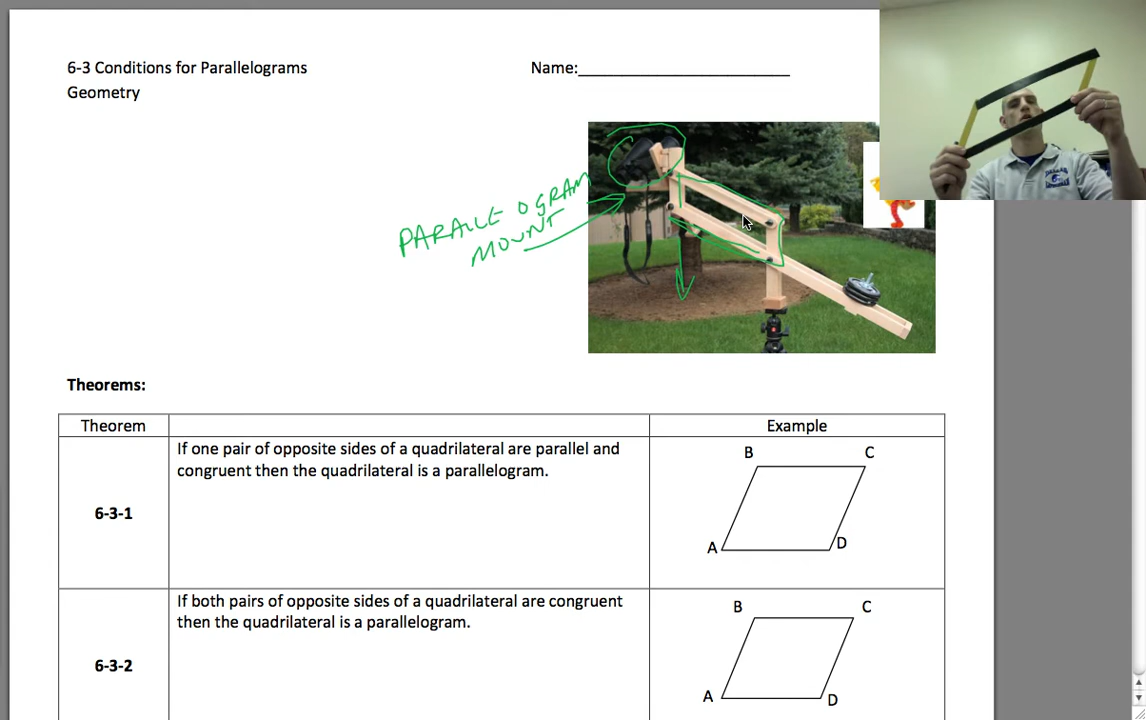 6-3 Conditions for Parallelograms
Name:
Geometry
PARALLEOGRAM
MOUNT
Theorems:
Theorem
Example
6-3-1
If one pair of opposite sides of a quadrilateral are parallel and
congruent then the quadrilateral is a parallelogram.
B
C
A
D
6-3-2
If both pairs of opposite sides of a quadrilateral are congruent
then the quadrilateral is a parallelogram.
B
C
A
D